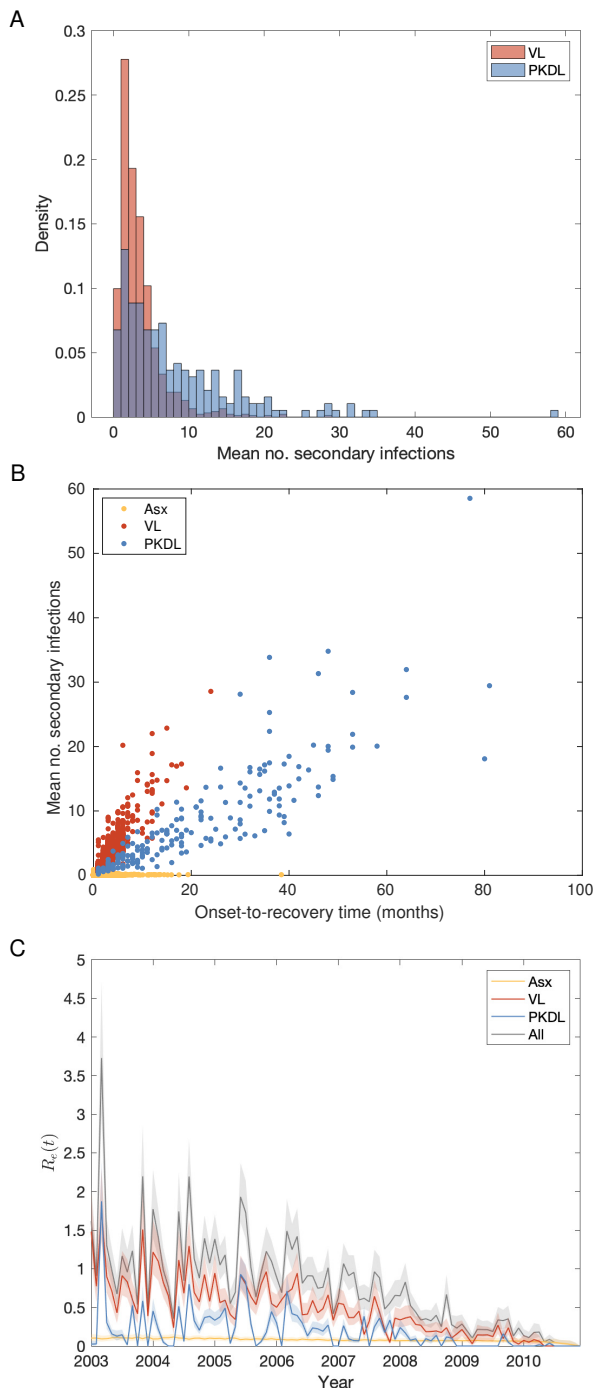 A
0.3
0.25
0.2
0.15
0.1
0.05
0
Density
VL
PKDL
0 10 20 30 40 50 60
Mean no. secondary infections
B
60
50
40
30
20
10
0
Mean no. secondary infections
Asx
VL
PKDL
0 20 40 60 80 100
Onset-to-recovery time (months)
C
5
4.5
4
3.5
3
2.5
2
1.5
1
0.5
0
R_e(t)
Asx
VL
PKDL
All
2003 2004 2005 2006 2007 2008 2009 2010
Year